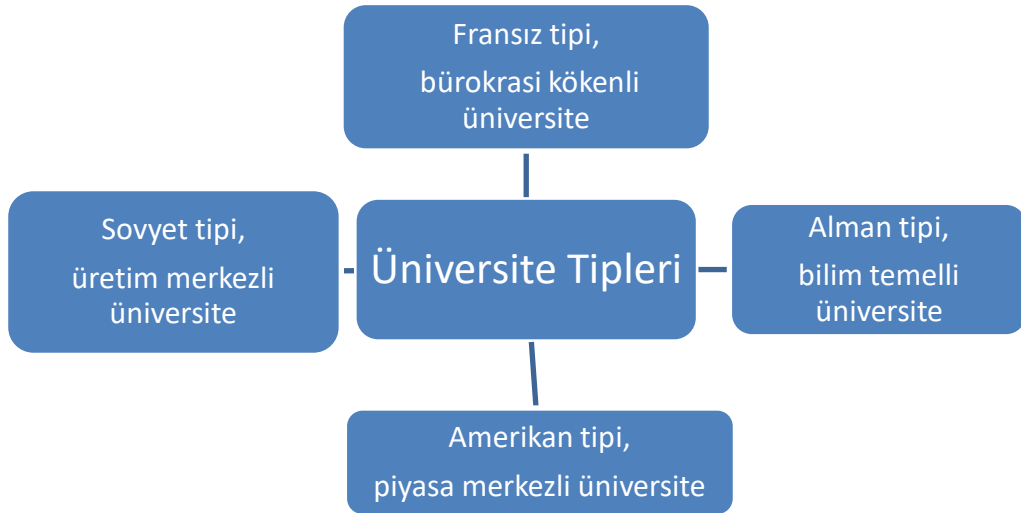 Fransız tipi,
bürokrasi kökenli
üniversite
Sovyet tipi,
üretim merkezli
üniversite
Üniversite Tipleri
Alman tipi,
bilim temelli
üniversite
Amerikan tipi,
piyasa merkezli üniversite